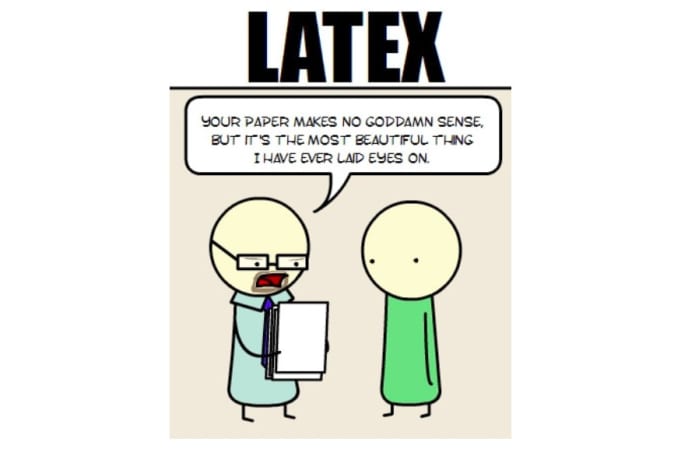 LATEX
YOUR PAPER MAKES NO GODDAMN SENSE,
BUT IT'S THE MOST BEAUTIFUL THING
I HAVE EVER LAID EYES ON.